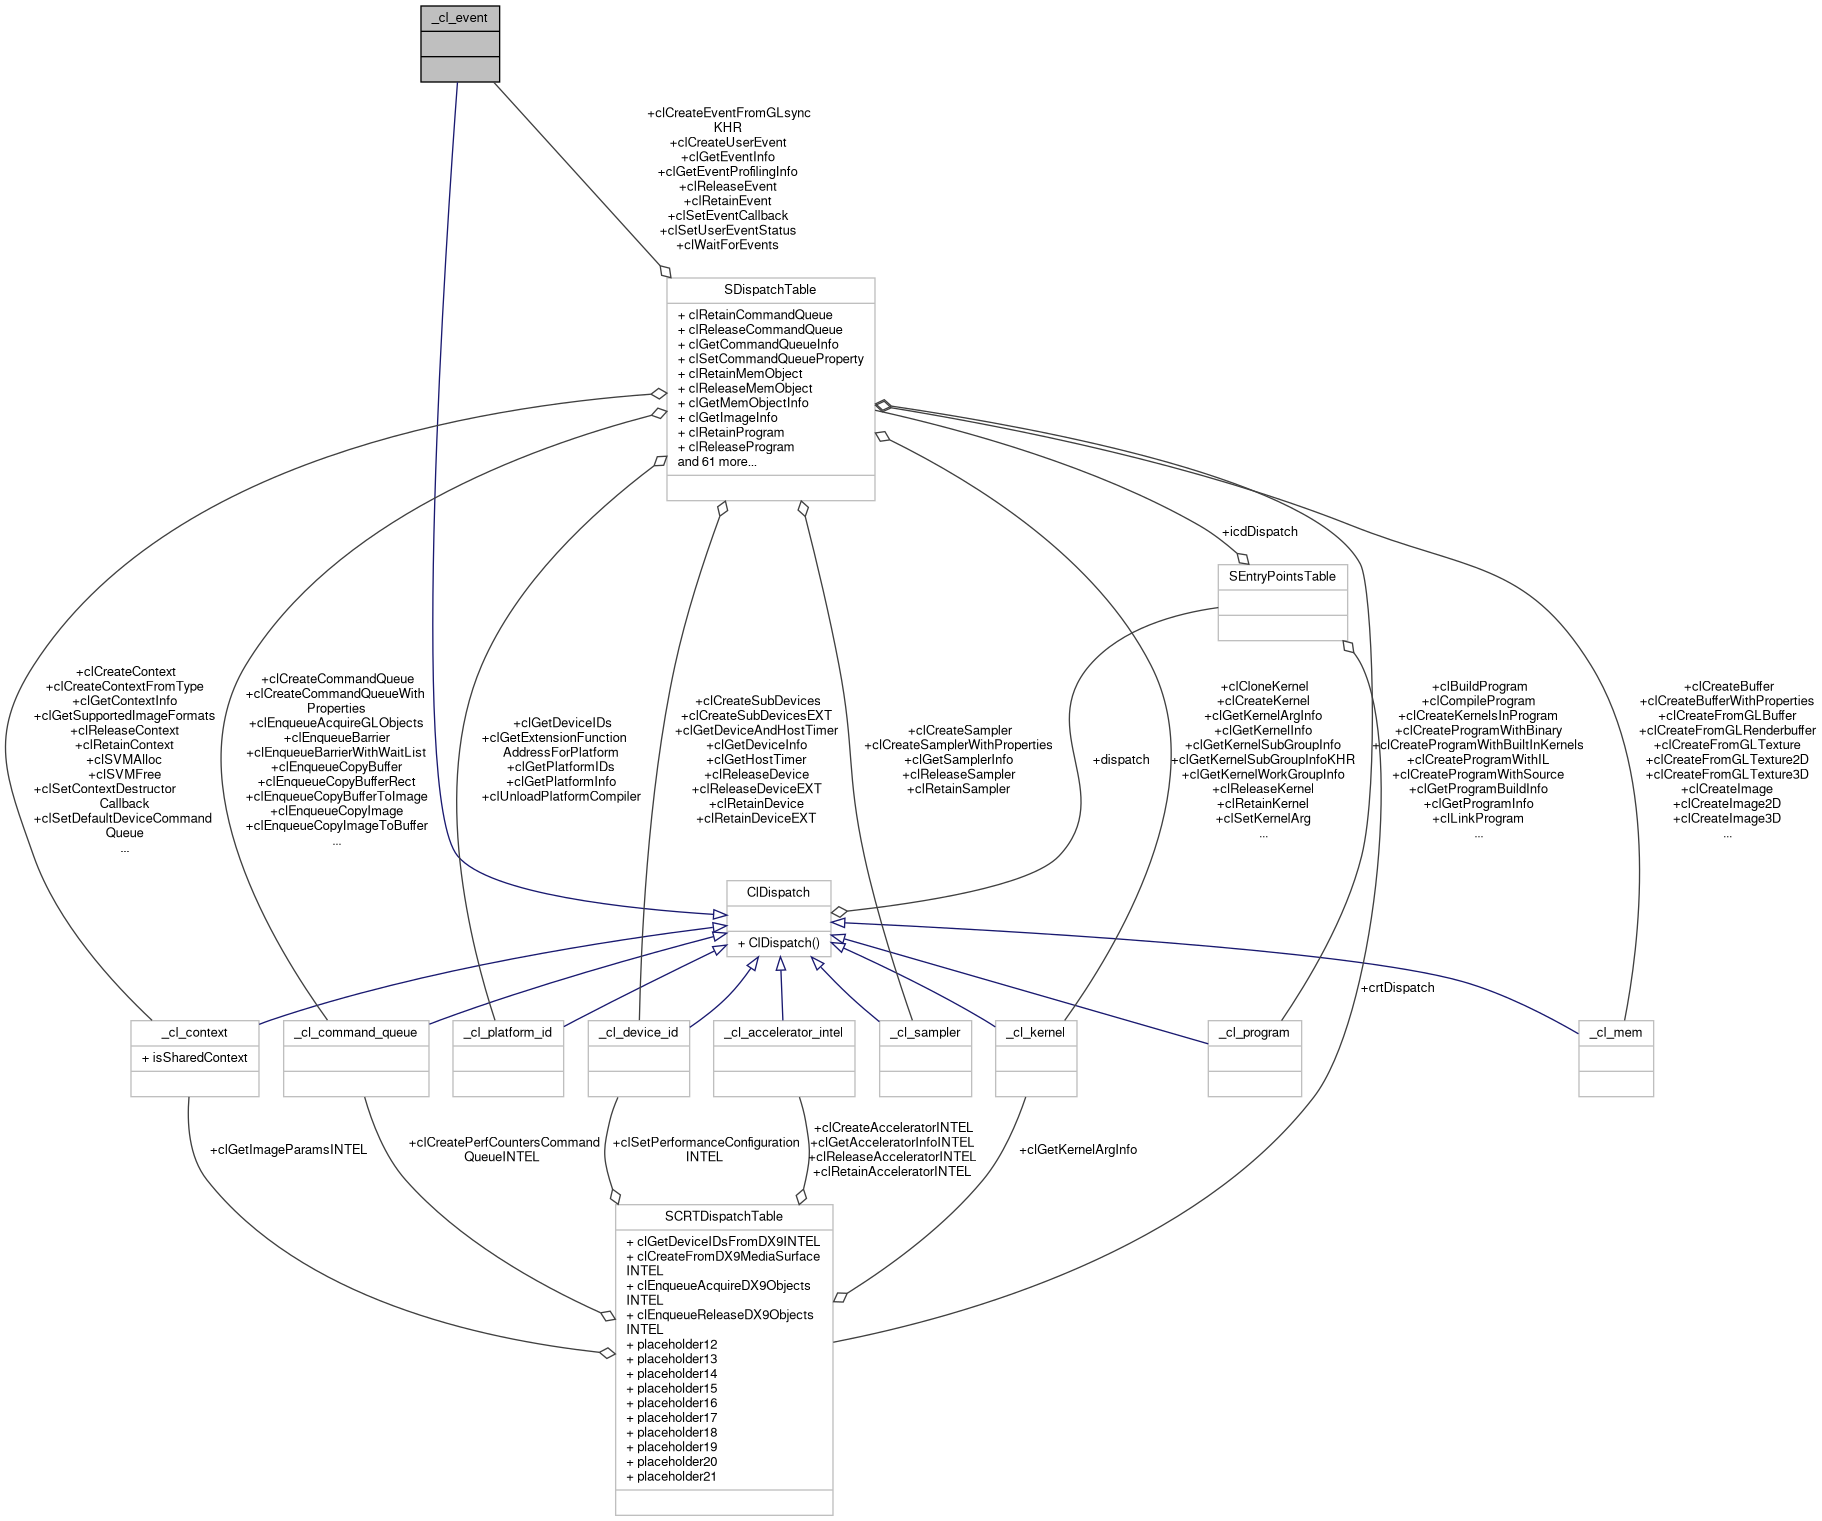 _cl_event
+clCreateEventFromGLsync
KHR
+clCreateUserEvent
+clGetEventInfo
+clGetEventProfilingInfo
+clReleaseEvent
+clRetainEvent
+clSetEventCallback
+clSetUserEventStatus
+clWaitForEvents
SDispatchTable
+ clRetainCommandQueue
+ clReleaseCommandQueue
+ clGetCommandQueueInfo
+ clSetCommandQueueProperty
+ clRetainMemObject
+ clReleaseMemObject
+ clGetMemObjectInfo
+ clGetImageInfo
+ clRetainProgram
+ clReleaseProgram
and 61 more...
+icdDispatch
SEntryPointsTable
+clCreateContext
+clCreateContextFromType
+clGetContextInfo
+clGetSupportedImageFormats
+clReleaseContext
+clRetainContext
+clSVMAlloc
+clSVMFree
+clSetContextDestructor
Callback
+clSetDefaultDeviceCommand
Queue
...
+clCreateCommandQueue
+clCreateCommandQueueWith
Properties
+clEnqueueAcquireGLObjects
+clEnqueueBarrier
+clEnqueueBarrierWithWaitList
+clEnqueueCopyBuffer
+clEnqueueCopyBufferRect
+clEnqueueCopyBufferToImage
+clEnqueueCopyImage
+clEnqueueCopyImageToBuffer
...
+clGetDeviceIDs
+clGetExtensionFunction
AddressForPlatform
+clGetPlatformIDs
+clGetPlatformInfo
+clUnloadPlatformCompiler
+clCreateSubDevices
+clCreateSubDevicesEXT
+clGetDeviceAndHostTimer
+clGetDeviceInfo
+clGetHostTimer
+clReleaseDevice
+clReleaseDeviceEXT
+clRetainDevice
+clRetainDeviceEXT
+clCreateSampler
+clCreateSamplerWithProperties
+clGetSamplerInfo
+clReleaseSampler
+clRetainSampler
+dispatch
+clCloneKernel
+clCreateKernel
+clGetKernelArgInfo
+clGetKernelInfo
+clGetKernelSubGroupInfo
+clGetKernelSubGroupInfoKHR
+clGetKernelWorkGroupInfo
+clReleaseKernel
+clRetainKernel
+clSetKernelArg
...
+clBuildProgram
+clCompileProgram
+clCreateKernelsInProgram
+clCreateProgramWithBinary
+clCreateProgramWithBuiltInKernels
+clCreateProgramWithIL
+clCreateProgramWithSource
+clGetProgramBuildInfo
+clGetProgramInfo
+clLinkProgram
...
+clCreateBuffer
+clCreateBufferWithProperties
+clCreateFromGLBuffer
+clCreateFromGLRenderbuffer
+clCreateFromGLTexture
+clCreateFromGLTexture2D
+clCreateFromGLTexture3D
+clCreateImage
+clCreateImage2D
+clCreateImage3D
...
ClDispatch
+ ClDispatch()
+crtDispatch
_cl_context
+ isSharedContext
_cl_command_queue
_cl_platform_id
_cl_device_id
_cl_accelerator_intel
_cl_sampler
_cl_kernel
_cl_program
_cl_mem
+clGetImageParamsINTEL
+clCreatePerfCountersCommand
QueueINTEL
+clSetPerformanceConfiguration
INTEL
+clCreateAcceleratorINTEL
+clGetAcceleratorInfoINTEL
+clReleaseAcceleratorINTEL
+clRetainAcceleratorINTEL
+clGetKernelArgInfo
SCRTDispatchTable
+ clGetDeviceIDsFromDX9INTEL
+ clCreateFromDX9MediaSurface
INTEL
+ clEnqueueAcquireDX9Objects
INTEL
+ clEnqueueReleaseDX9Objects
INTEL
+ placeholder12
+ placeholder13
+ placeholder14
+ placeholder15
+ placeholder16
+ placeholder17
+ placeholder18
+ placeholder19
+ placeholder20
+ placeholder21